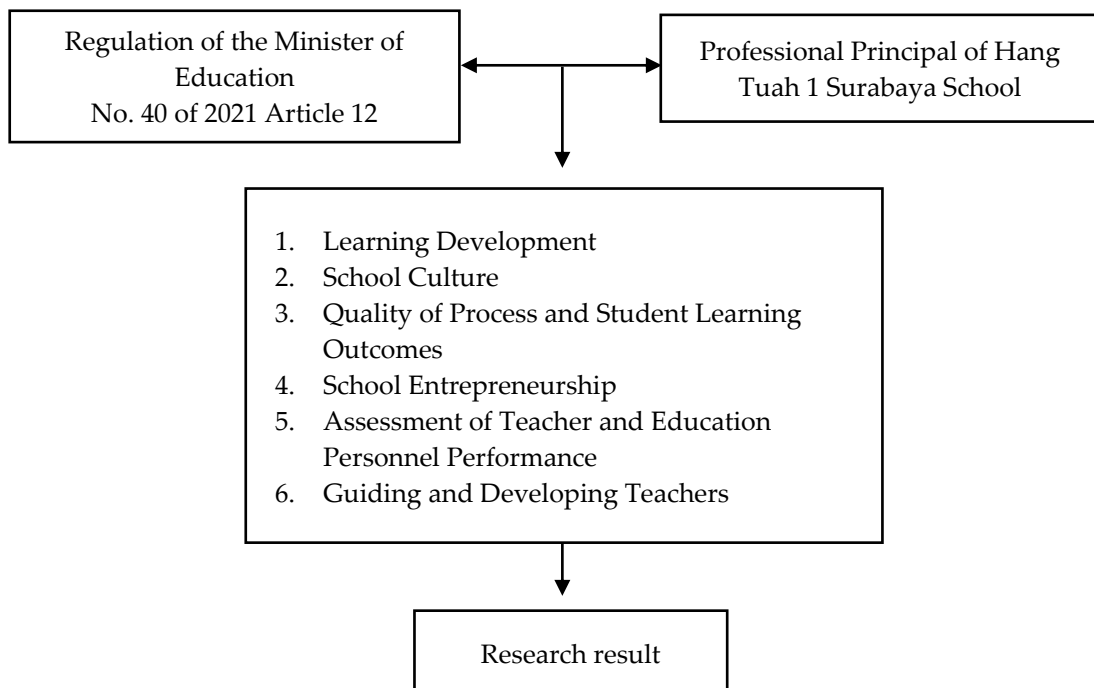 Regulation of the Minister of
Education
No. 40 of 2021 Article 12
Professional Principal of Hang
Tuah 1 Surabaya School
1. Learning Development
2. School Culture
3. Quality of Process and Student Learning
Outcomes
4. School Entrepreneurship
5. Assessment of Teacher and Education
Personnel Performance
6. Guiding and Developing Teachers
Research result